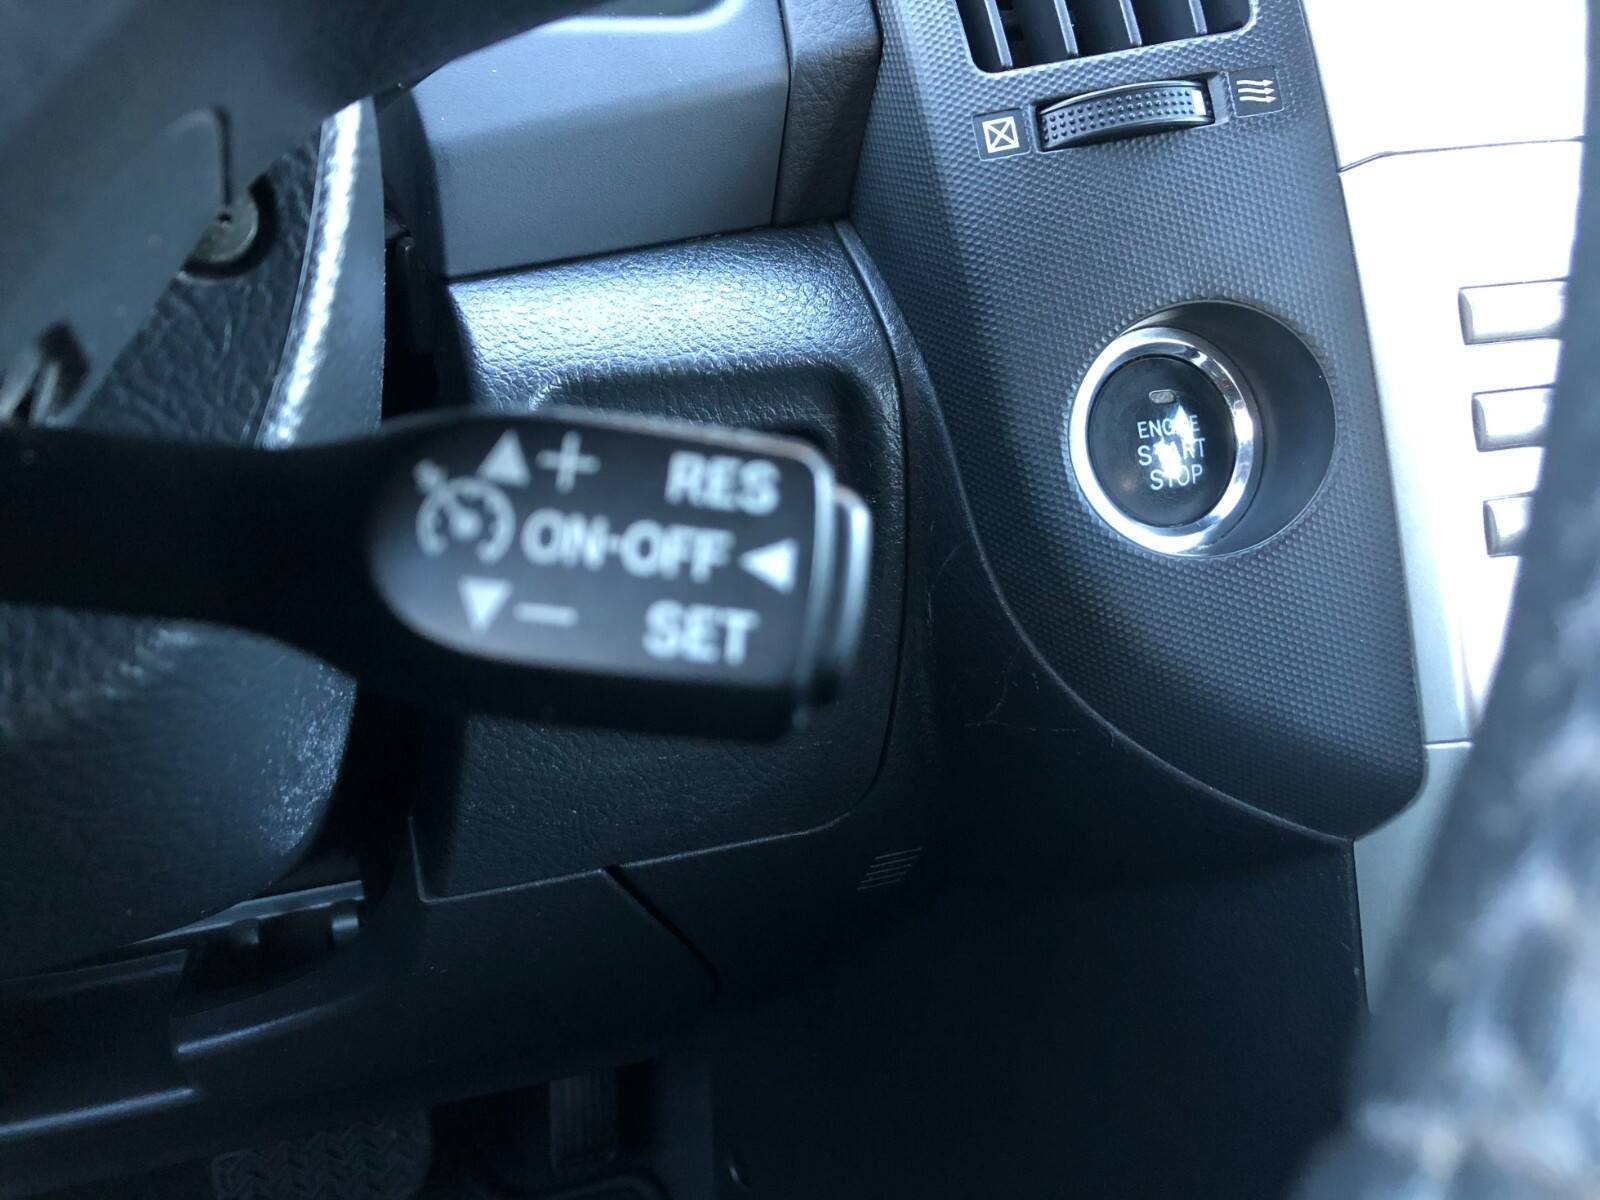 + RES
ON·OFF
− SET
ENGINE
START
STOP